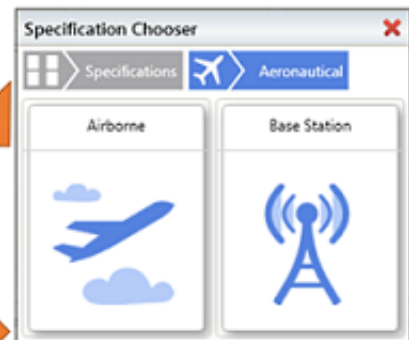 Specification Chooser
Specifications Aeronautical
Airborne Base Station